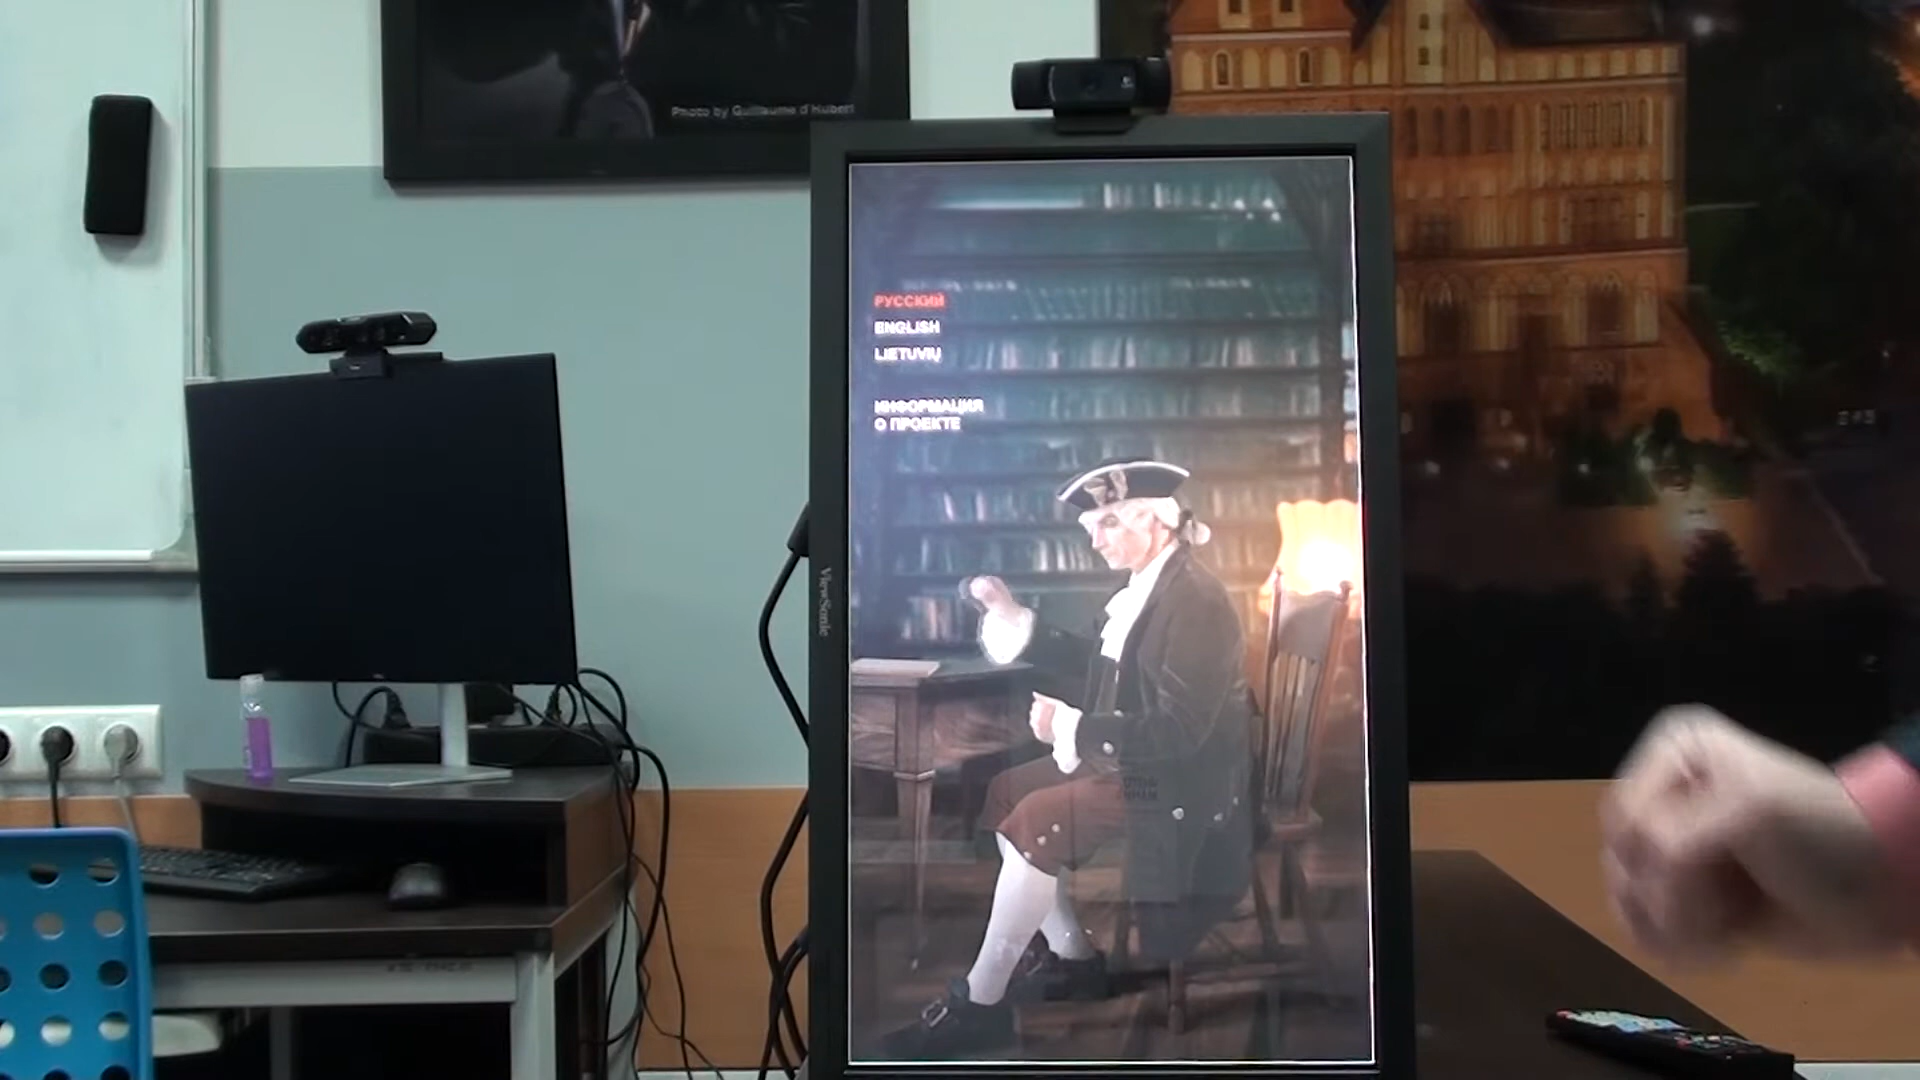 Photo by Guillaume d'Hubert
РУССКИЙ
ENGLISH
LIETUVIŲ
ИНФОРМАЦИЯ
О ПРОЕКТЕ
ViewSonic